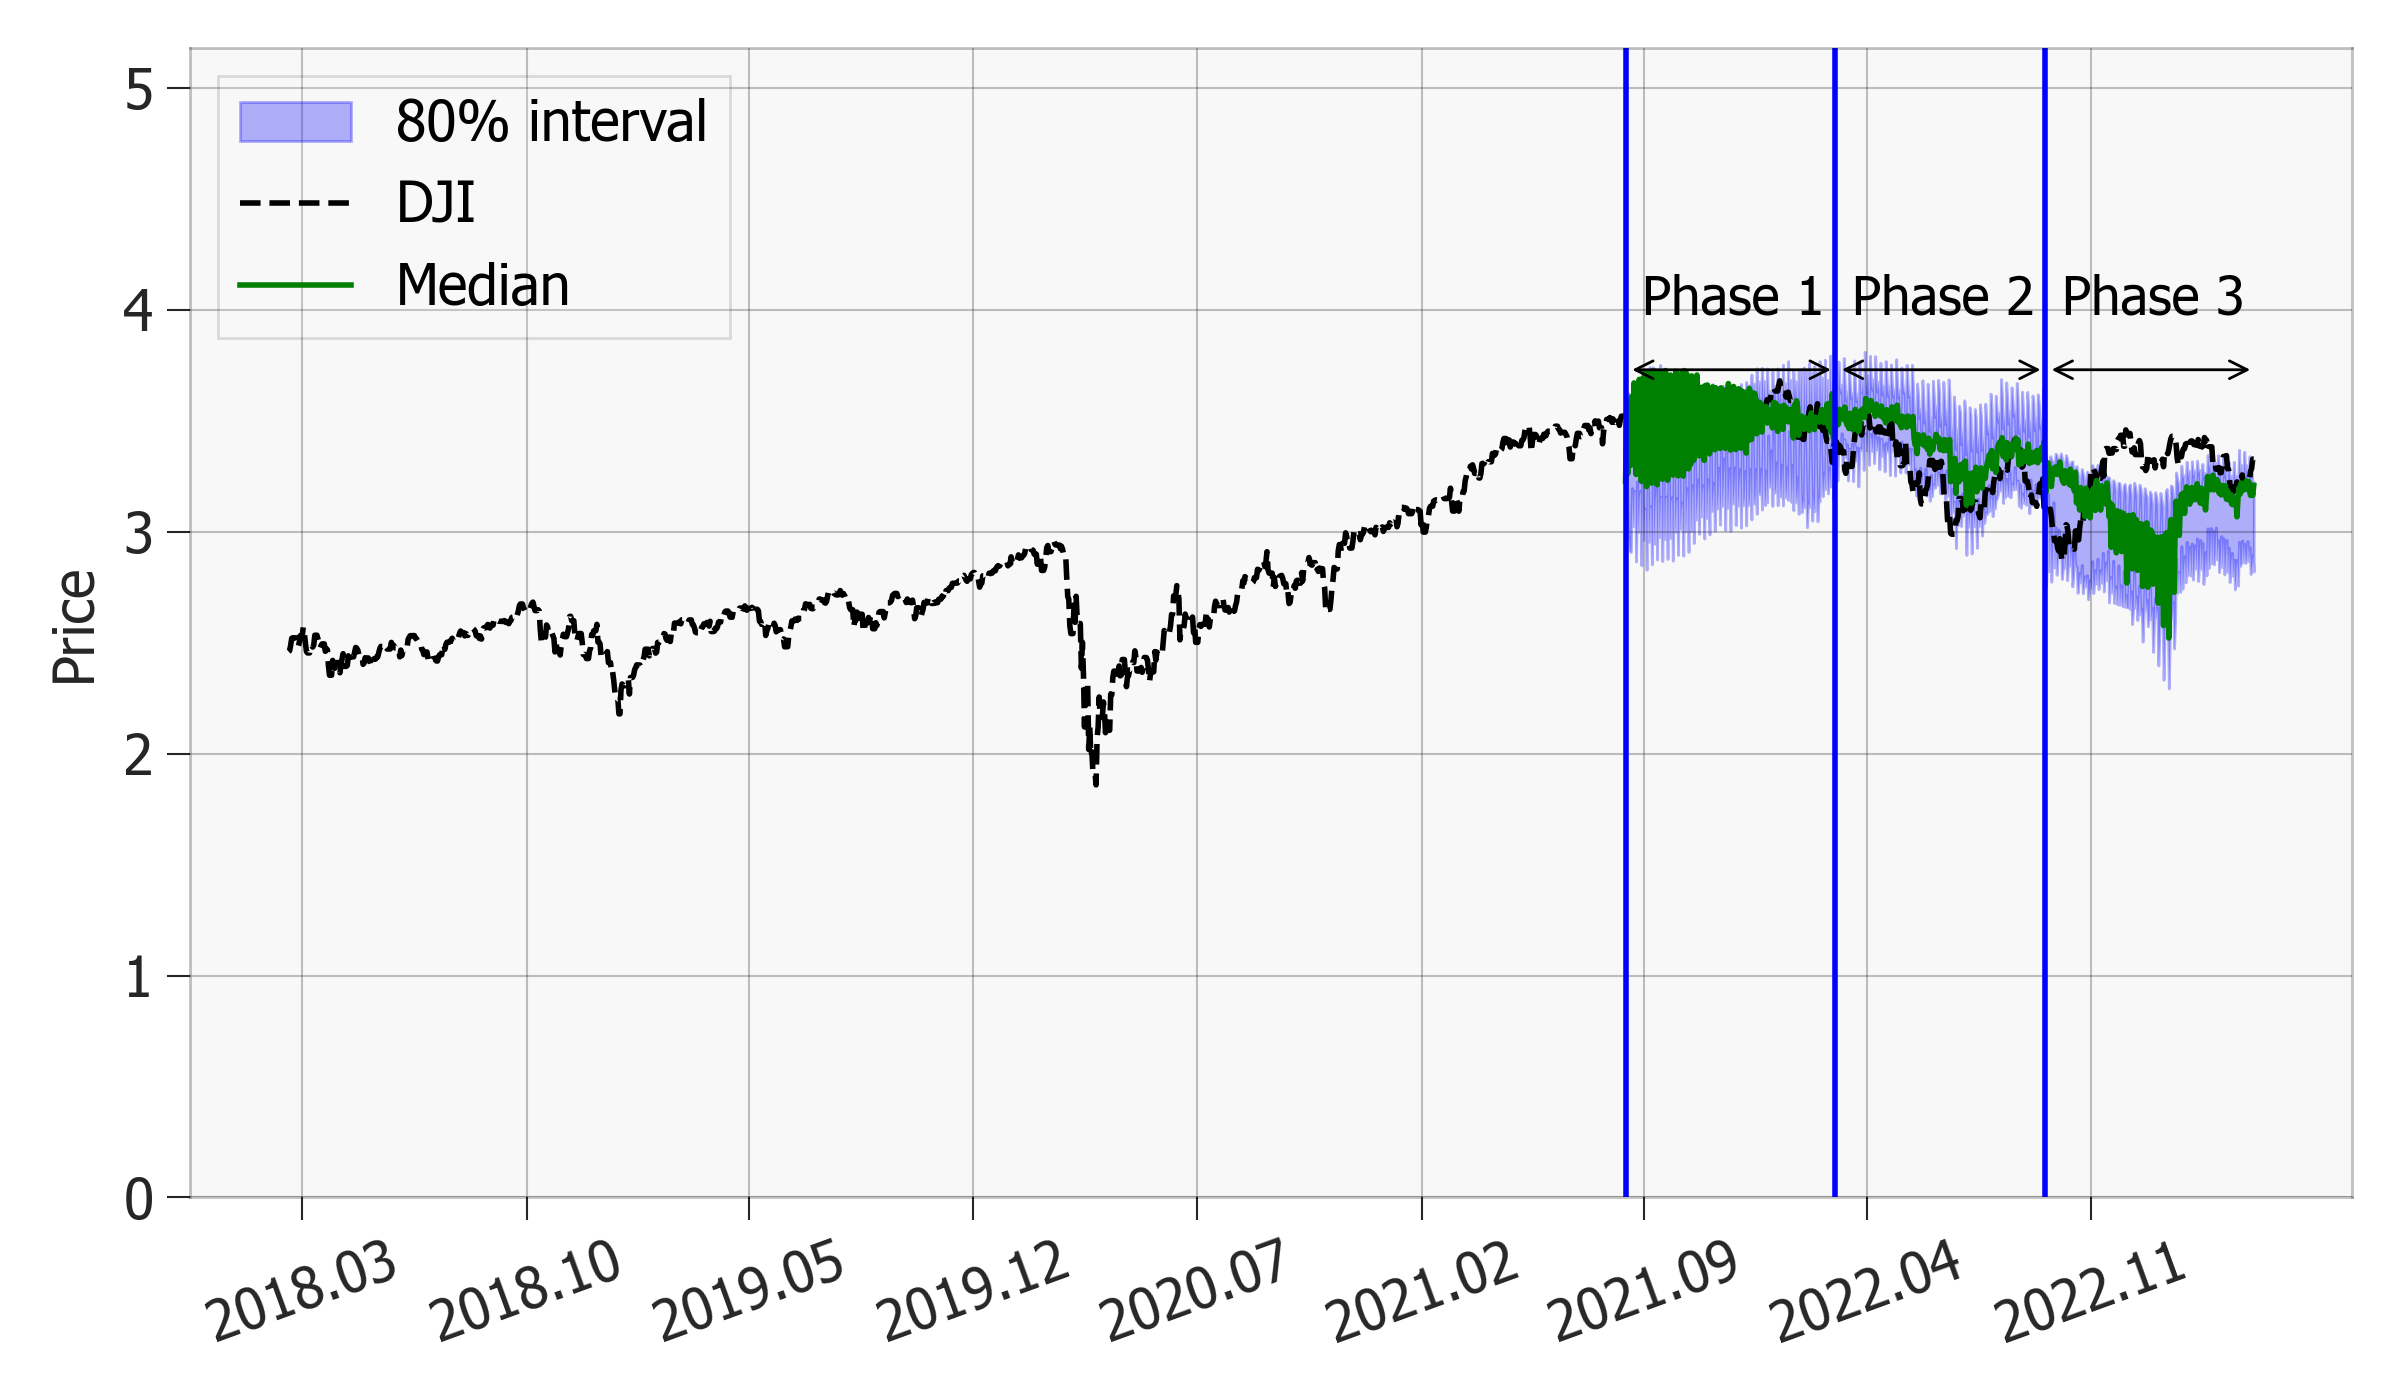 5
80% interval
DJI
Median
4
Phase 1
Phase 2
Phase 3
3
Price
2
1
0
2018.03
2018.10
2019.05
2019.12
2020.07
2021.02
2021.09
2022.04
2022.11